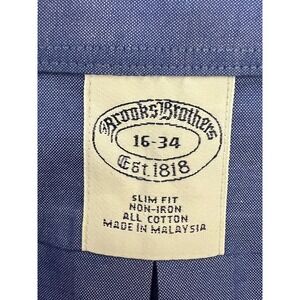 Brooks Brothers
16-34
Est. 1818
SLIM FIT
NON-IRON
ALL COTTON
MADE IN MALAYSIA